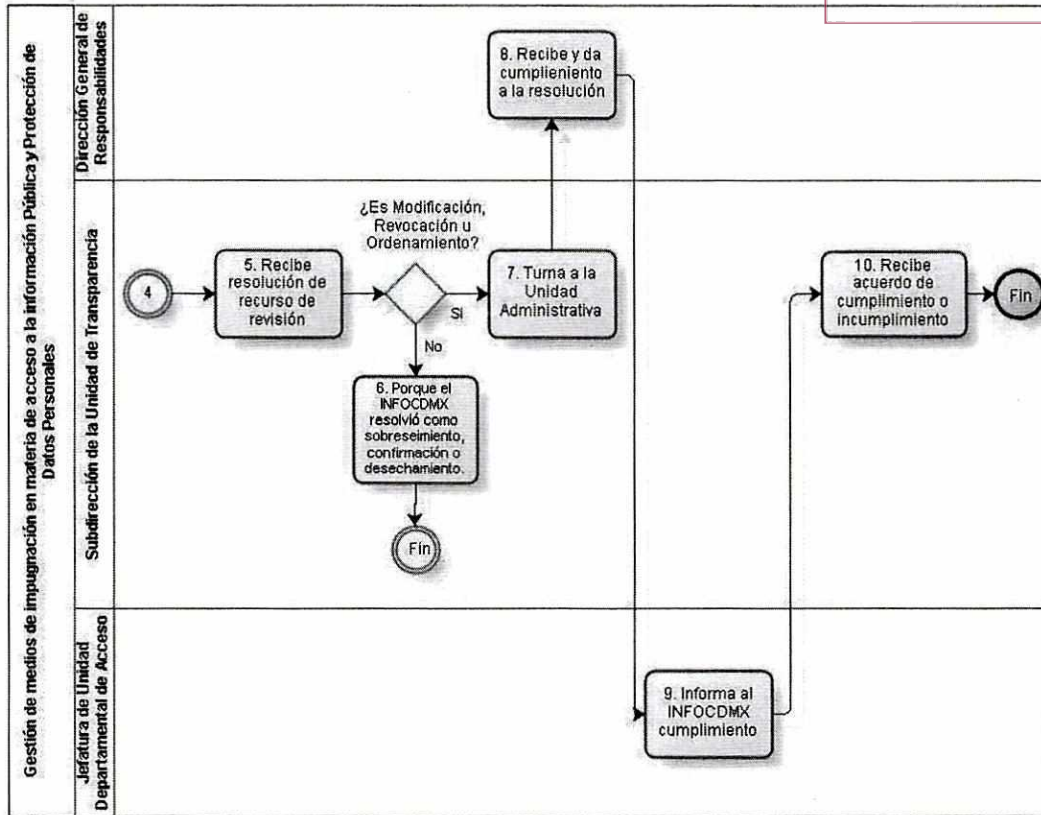 Gestión de medios de impugnación en materia de acceso a la información Pública y Protección de
Datos Personales
Dirección General de
Responsabilidades
8. Recibe y da
cumplieniento
a la resolución
Subdirección de la Unidad de Transparencia
4
5. Recibe
resolución de
recurso de
revisión
¿Es Modificación,
Revocación u
Ordenamiento?
Si
No
7. Turna a la
Unidad
Administrativa
6. Porque el
INFOCDMX
resolvió como
sobreseimiento,
confirmación o
desechamiento.
Fin
10. Recibe
acuerdo de
cumplimiento o
incumplimiento
Fin
Jefatura de Unidad
Departamental de Acceso
9. Informa al
INFOCDMX
cumplimiento